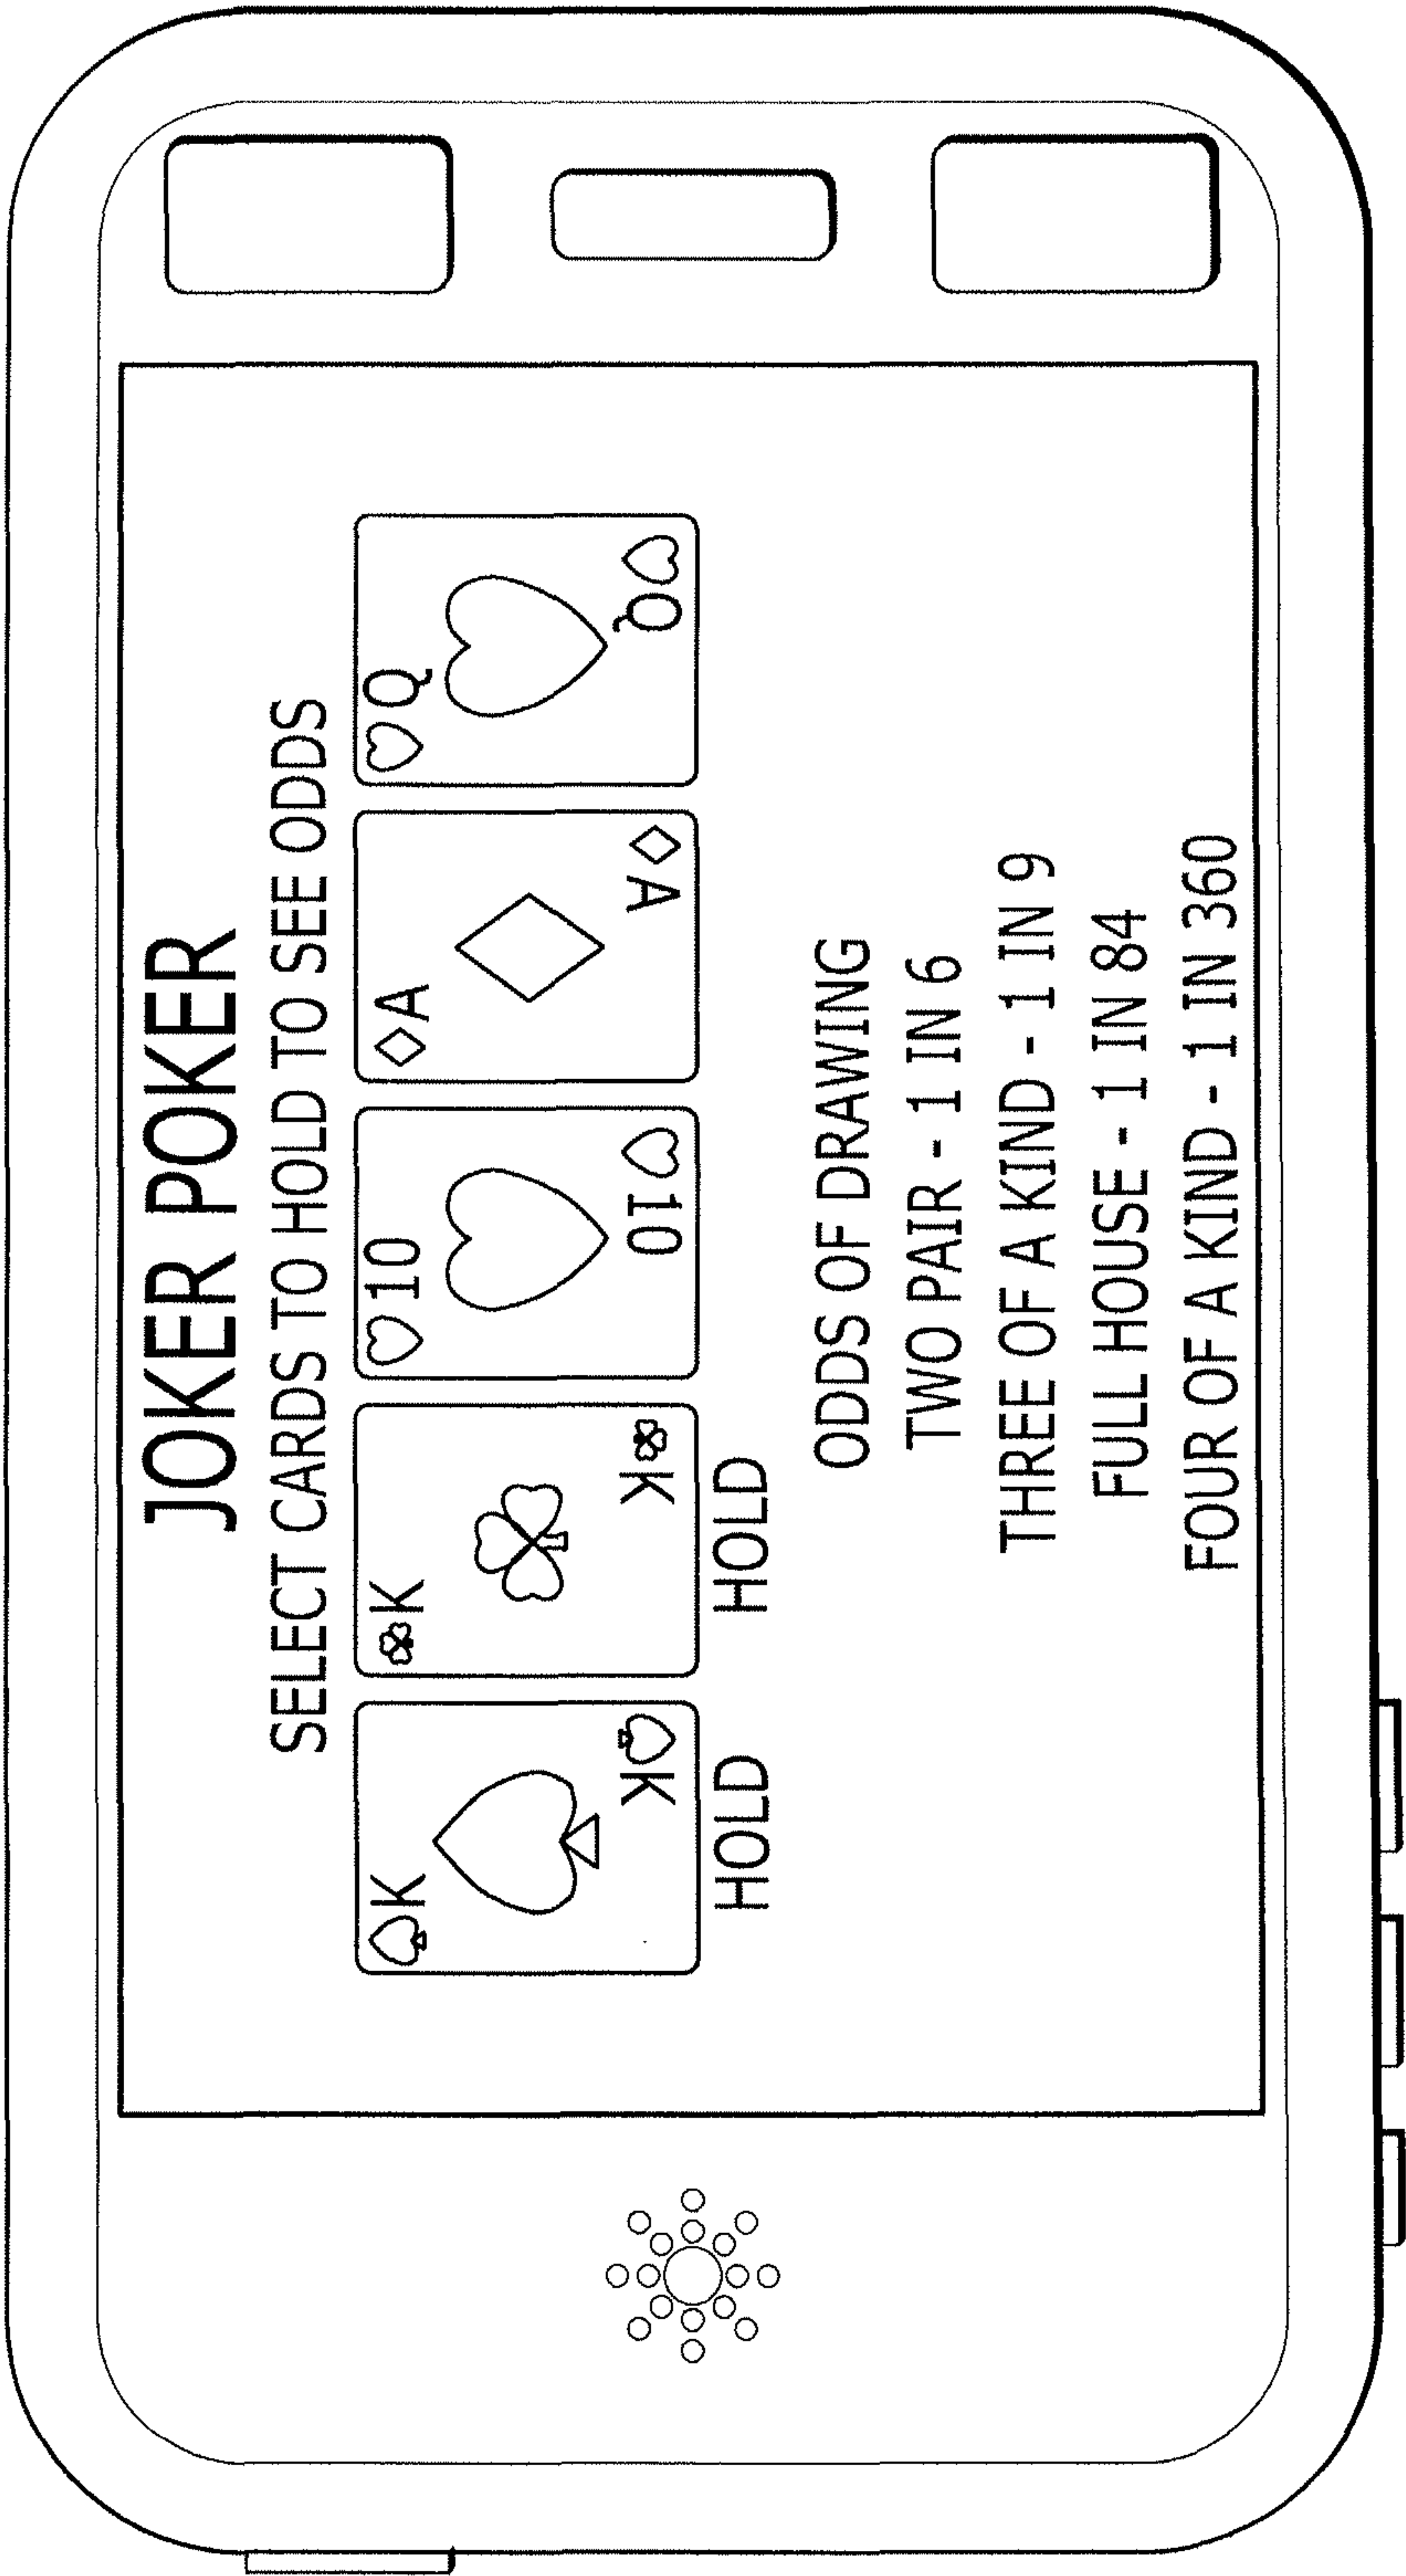 JOKER POKER
SELECT CARDS TO HOLD TO SEE ODDS
K K 10 A Q
K K 10 A Q
HOLD HOLD
ODDS OF DRAWING
TWO PAIR - 1 IN 6
THREE OF A KIND - 1 IN 9
FULL HOUSE - 1 IN 84
FOUR OF A KIND - 1 IN 360